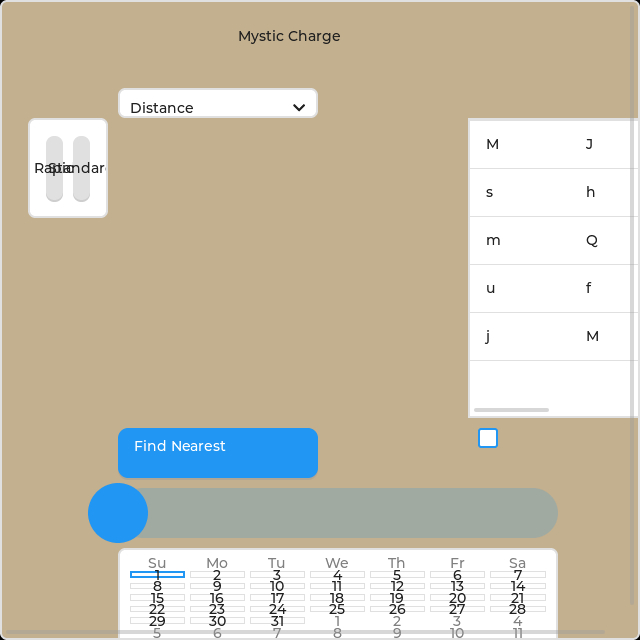 Mystic Charge
Distance
M J
s h
m Q
u f
j M
Find Nearest
Su Mo Tu We Th Fr Sa
1 2 3 4 5 6 7
8 9 10 11 12 13 14
15 16 17 18 19 20 21
22 23 24 25 26 27 28
29 30 31 1 2 3 4
5 6 7 8 9 10 11